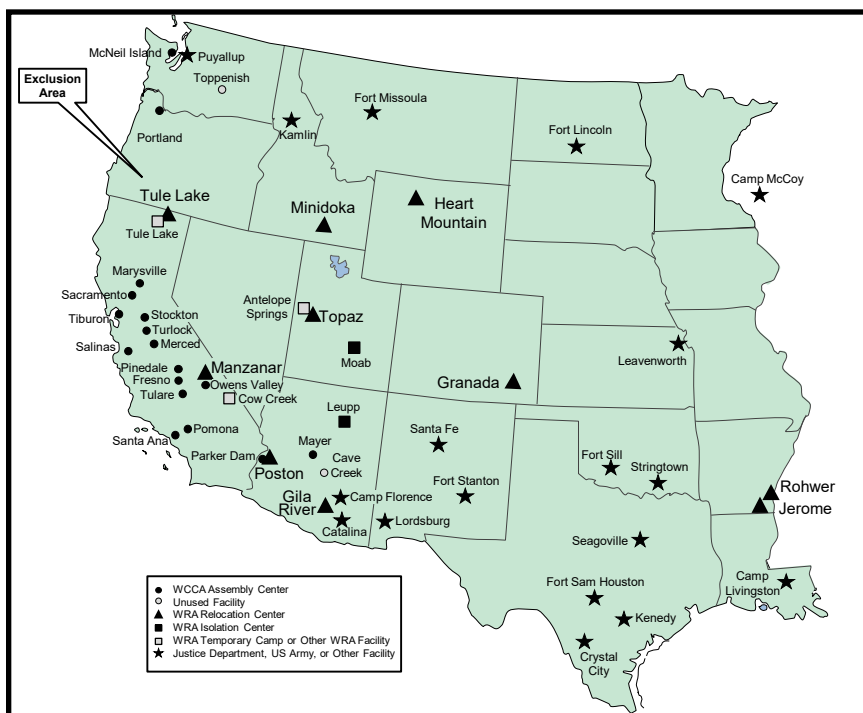 McNeil Island
Puyallup
Toppenish
Exclusion
Area
Portland
Kamlin
Fort Missoula
Fort Lincoln
Camp McCoy
Tule Lake
Tule Lake
Minidoka
Heart
Mountain
Marysville
Sacramento
Tiburon
Stockton
Turlock
Merced
Salinas
Antelope
Springs
Topaz
Moab
Leavenworth
Pinedale
Fresno
Tulare
Manzanar
Owens Valley
Cow Creek
Granada
Leupp
Santa Fe
Pomona
Santa Ana
Mayer
Parker Dam
Poston
Cave
Creek
Fort Sill
Stringtown
Fort Stanton
Gila
River
Camp Florence
Catalina
Lordsburg
Rohwer
Jerome
Seagoville
Fort Sam Houston
Camp
Livingston
Kenedy
Crystal
City
WCCA Assembly Center
Unused Facility
WRA Relocation Center
WRA Isolation Center
WRA Temporary Camp or Other WRA Facility
Justice Department, US Army, or Other Facility